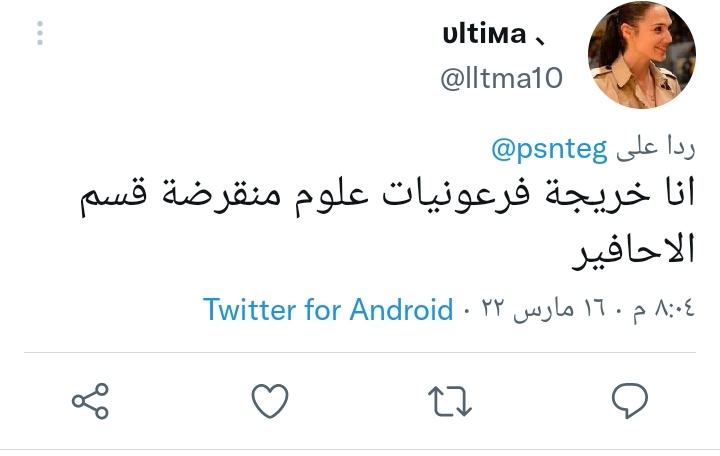 υltiмa 、
@lltma10
ردا على @psnteg
انا خريجة فرعونيات علوم منقرضة قسم
الاحافير
٨:٠٤ م · ١٦ مارس ٢٢ · Twitter for Android